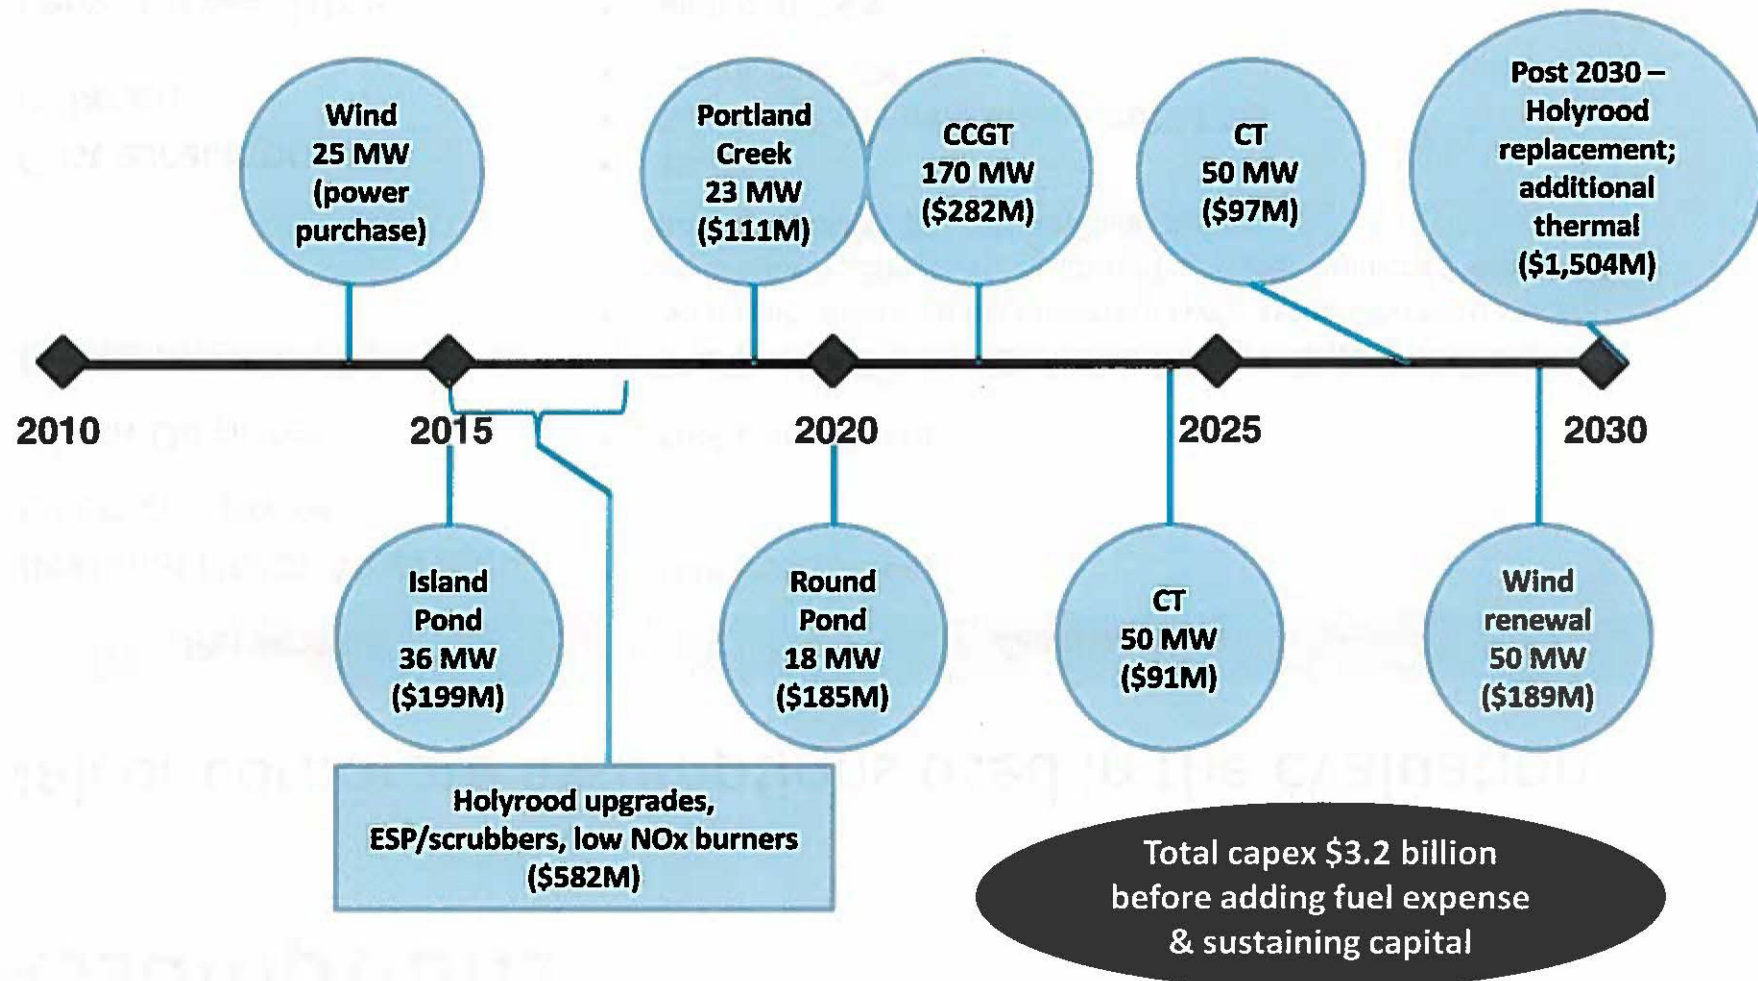 Wind
25 MW
(power
purchase)
Portland
Creek
23 MW
($111M)
CCGT
170 MW
($282M)
CT
50 MW
($97M)
Post 2030 –
Holyrood
replacement;
additional
thermal
($1,504M)
2010
2015
2020
2025
2030
Island
Pond
36 MW
($199M)
Round
Pond
18 MW
($185M)
CT
50 MW
($91M)
Wind
renewal
50 MW
($189M)
Holyrood upgrades,
ESP/scrubbers, low NOx burners
($582M)
Total capex $3.2 billion
before adding fuel expense
& sustaining capital